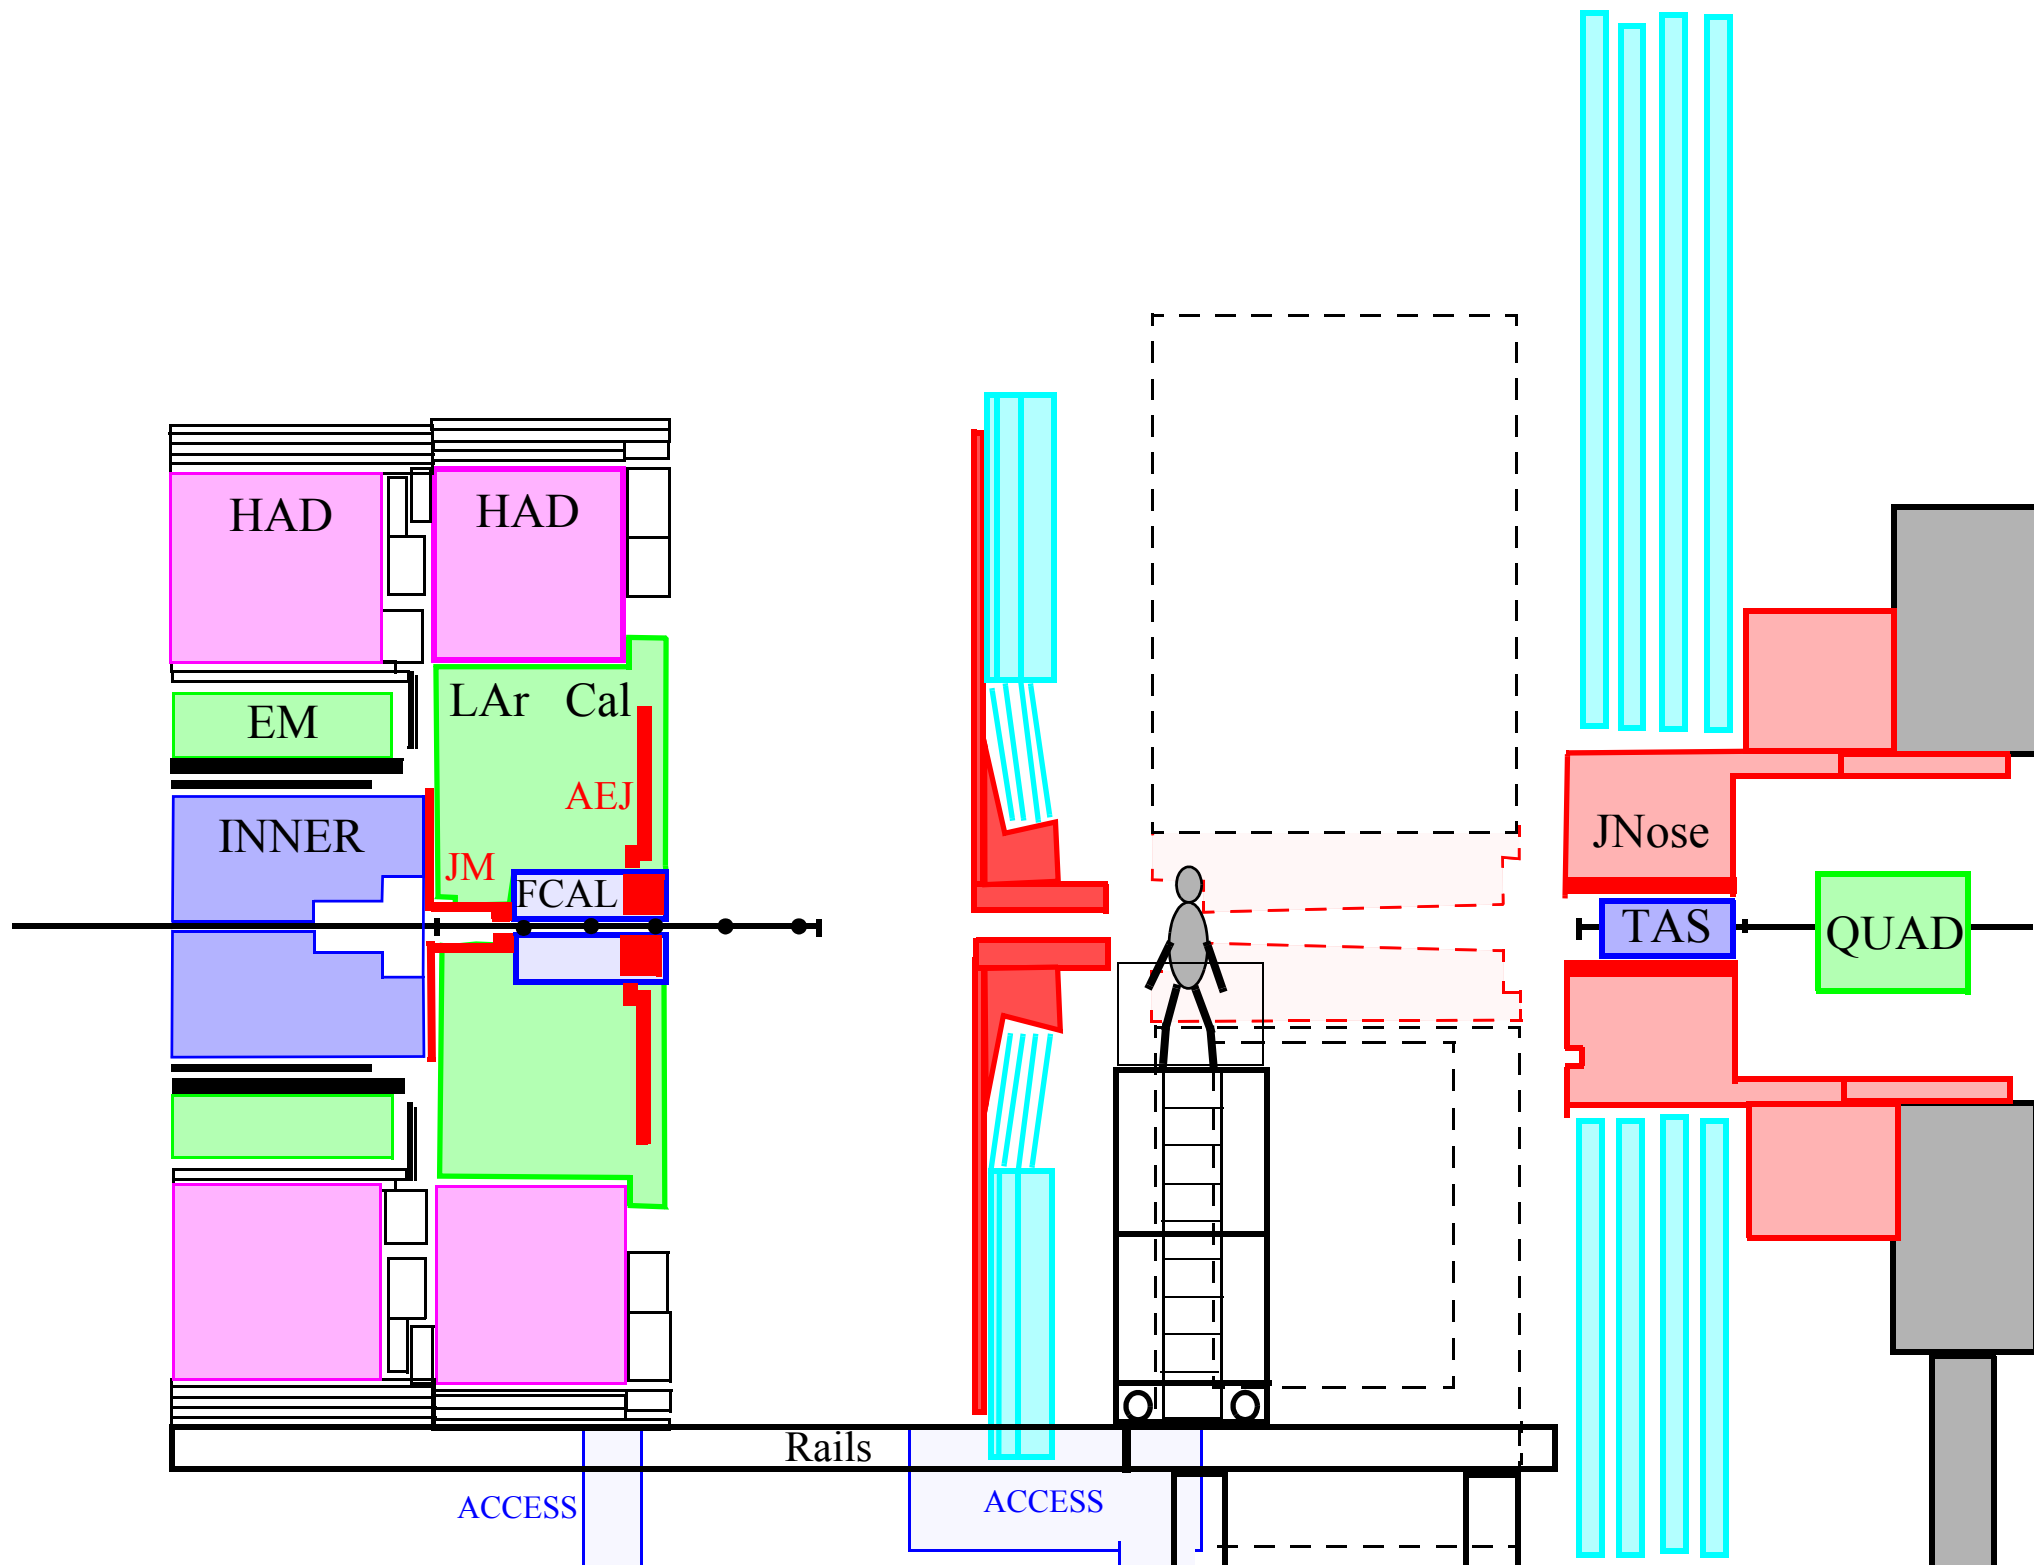 HAD
HAD
LAr Cal
EM
AEJ
INNER
JM
FCAL
JNose
TAS
QUAD
Rails
ACCESS
ACCESS